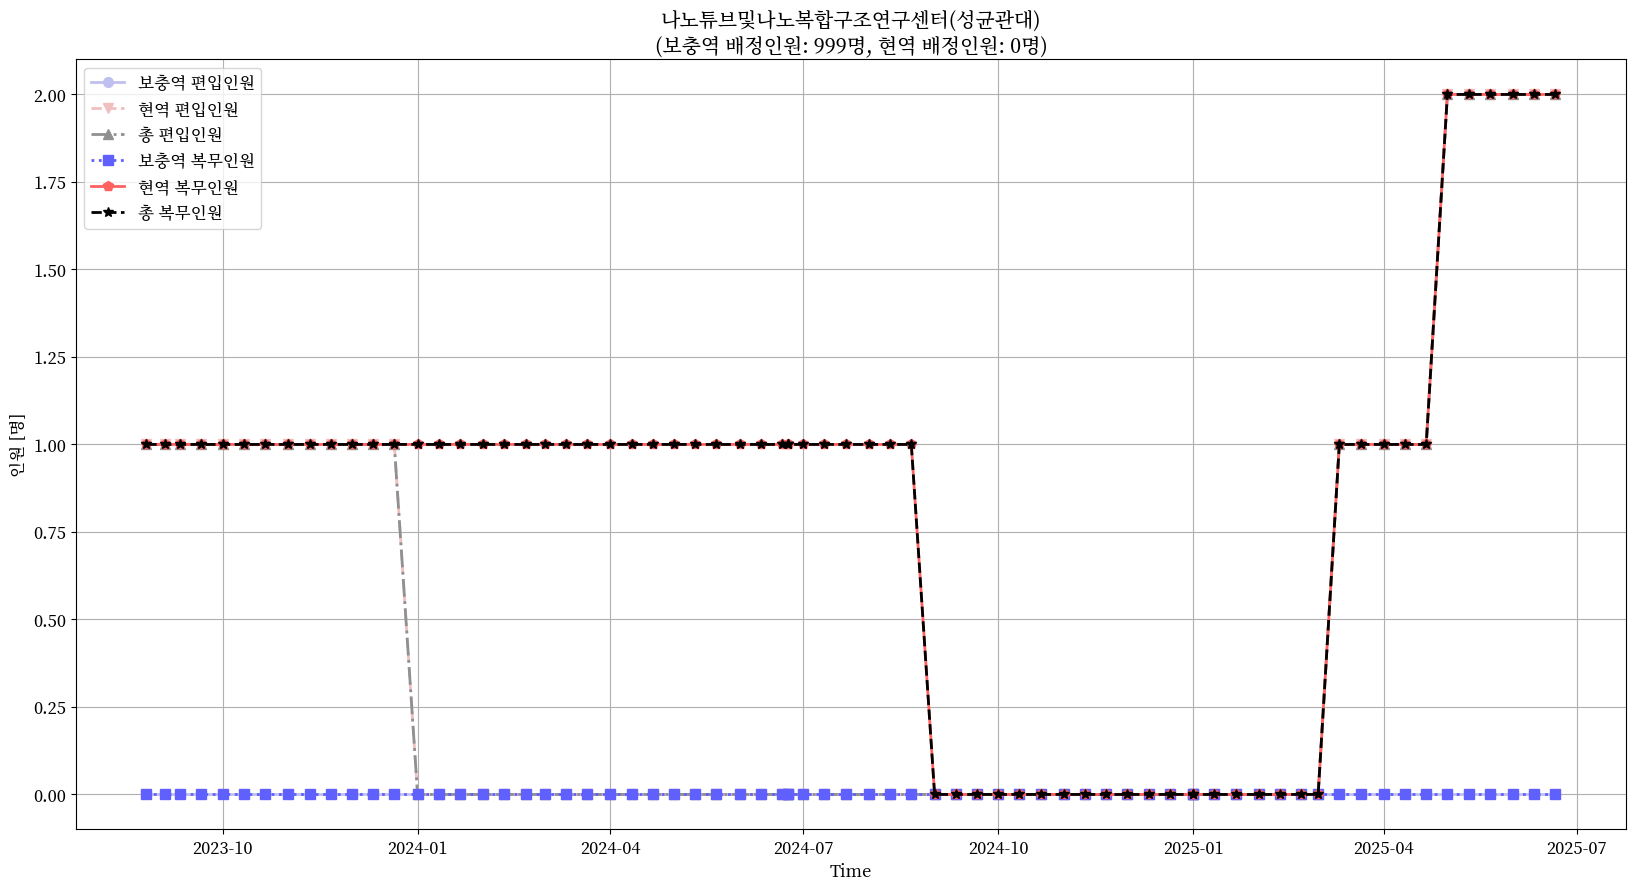 나노튜브및나노복합구조연구센터(성균관대)
(보충역 배정인원: 999명, 현역 배정인원: 0명)
보충역 편입인원
현역 편입인원
총 편입인원
보충역 복무인원
현역 복무인원
총 복무인원
2.00
1.75
1.50
1.25
1.00
0.75
0.50
0.25
0.00
인원 [명]
2023-10 2024-01 2024-04 2024-07 2024-10 2025-01 2025-04 2025-07
Time